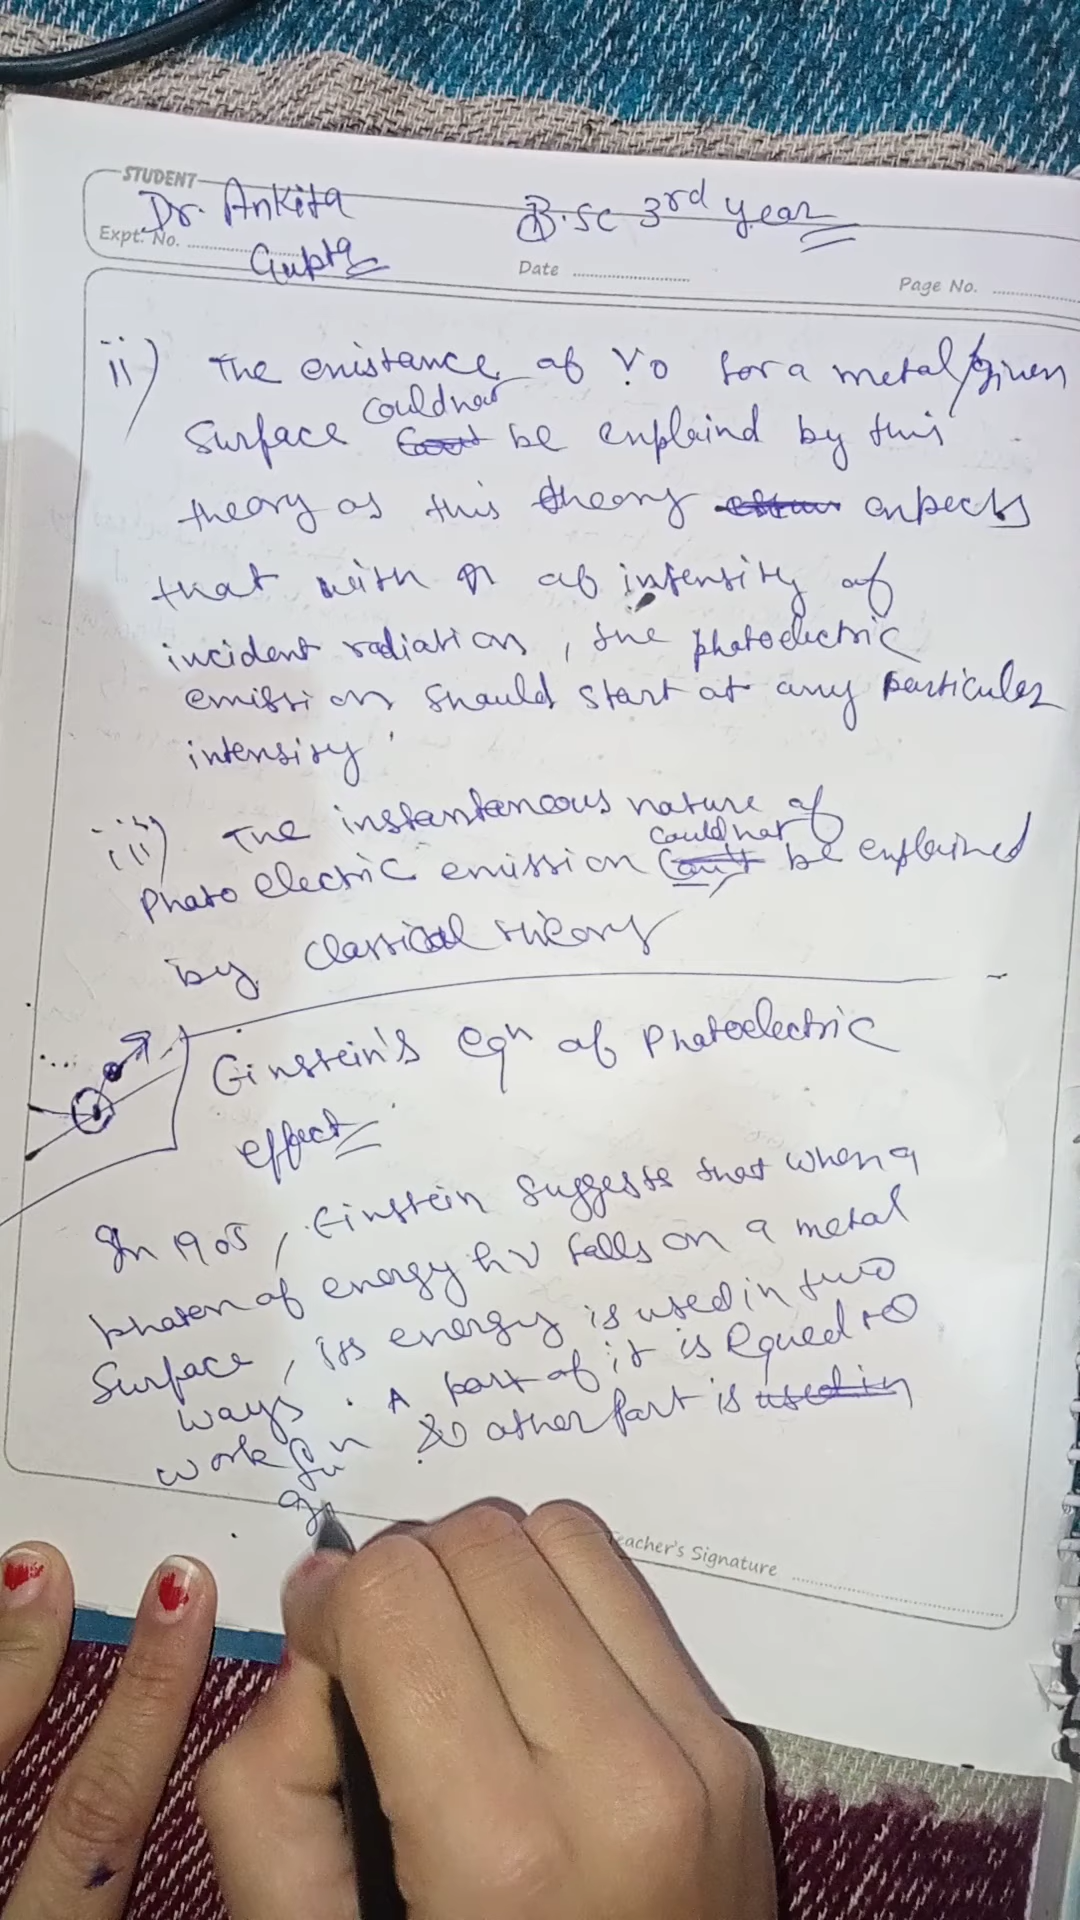 STUDENT
Dr. Ankita
Gupta
B.Sc 3rd year
Expt. No.
Date
Page No.
ii) The existance of ν0 for a metal/given
Surface couldnot be explaind by this
theory as this theory expects
that with ↑ of intensity of
incident radiation, the photoelectric
emission should start at any particular
intensity.
iii) The instantaneous nature of
Photo electric emission couldnot be explained
by classical theory
Einstein's eqn of Photoelectric
effect
In 1905, Einstein suggests that when a
photon of energy hν falls on a metal
Surface, its energy is used in two
ways. A part of it is equal to
work fun & other part is used in
Teacher's Signature